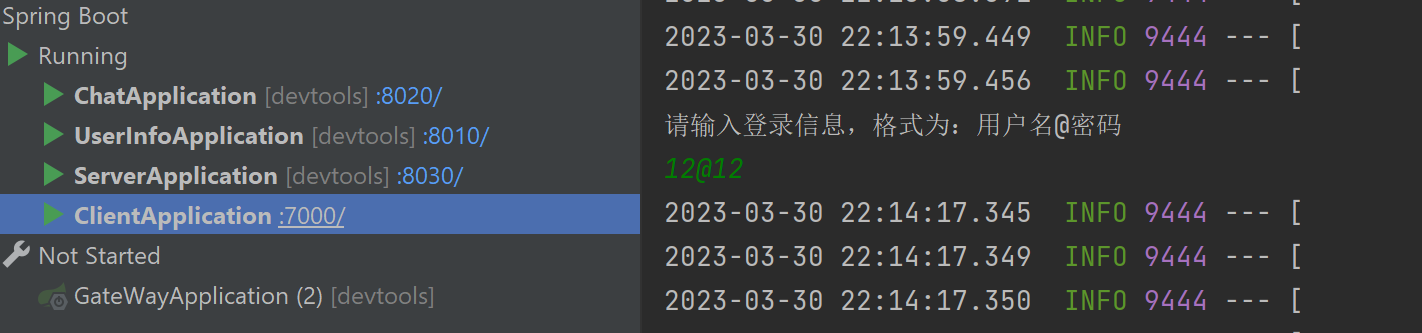 Spring Boot
Running
ChatApplication [devtools] :8020/
UserInfoApplication [devtools] :8010/
ServerApplication [devtools] :8030/
ClientApplication :7000/
Not Started
GateWayApplication (2) [devtools]
2023-03-30 22:13:59.449  INFO 9444 --- [
2023-03-30 22:13:59.456  INFO 9444 --- [
请输入登录信息，格式为：用户名@密码
12@12
2023-03-30 22:14:17.345  INFO 9444 --- [
2023-03-30 22:14:17.349  INFO 9444 --- [
2023-03-30 22:14:17.350  INFO 9444 --- [